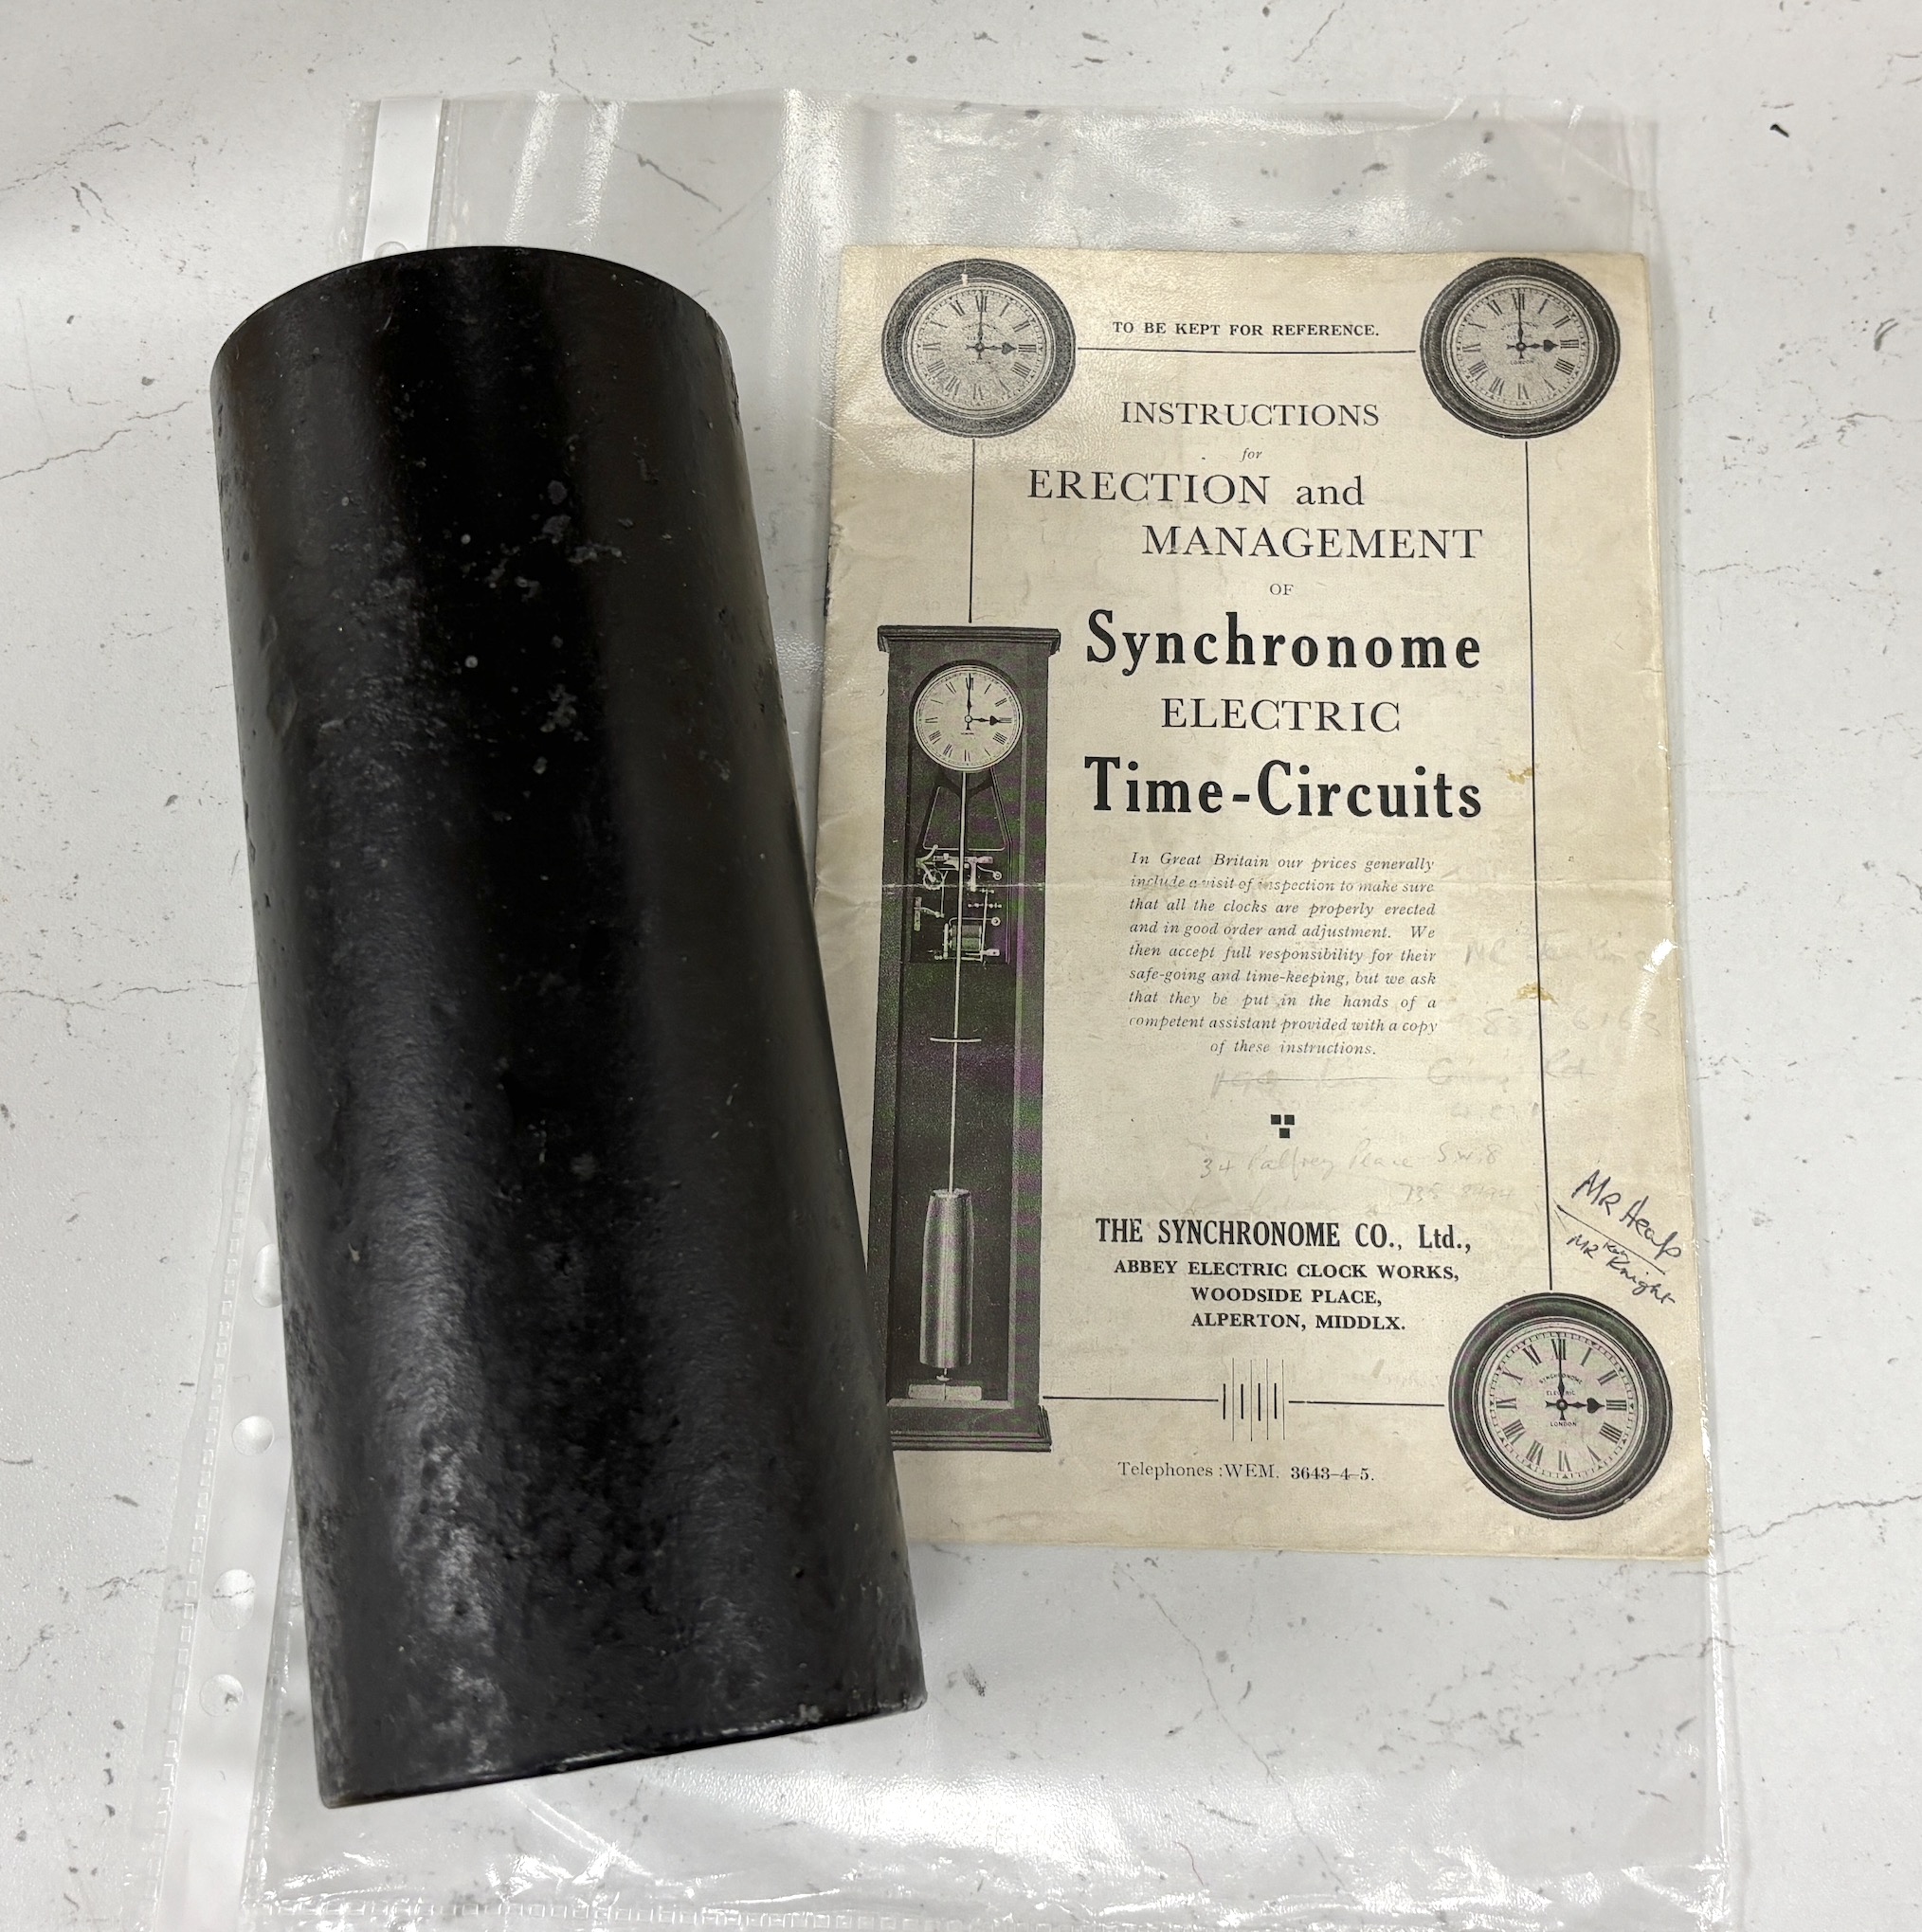 TO BE KEPT FOR REFERENCE.
INSTRUCTIONS
for
ERECTION and
MANAGEMENT
OF
Synchronome
ELECTRIC
Time-Circuits
In Great Britain our prices generally
include a visit of inspection to make sure
that all the clocks are properly erected
and in good order and adjustment. We
then accept full responsibility for their
safe-going and time-keeping, but we ask
that they be put in the hands of a
competent assistant provided with a copy
of these instructions.
34 Palfrey Place S.W.8
735
MR Heap
MR Knight
THE SYNCHRONOME CO., Ltd.,
ABBEY ELECTRIC CLOCK WORKS,
WOODSIDE PLACE,
ALPERTON, MIDDLX.
SYNCHRONOME
ELECTRIC
LONDON
Telephones : WEM. 3643-4-5.